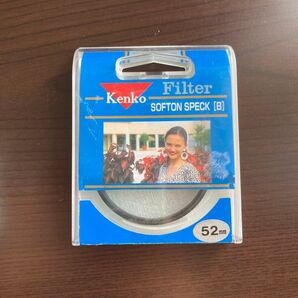 Kenko
Filter
SOFTON SPECK [B]
52mm